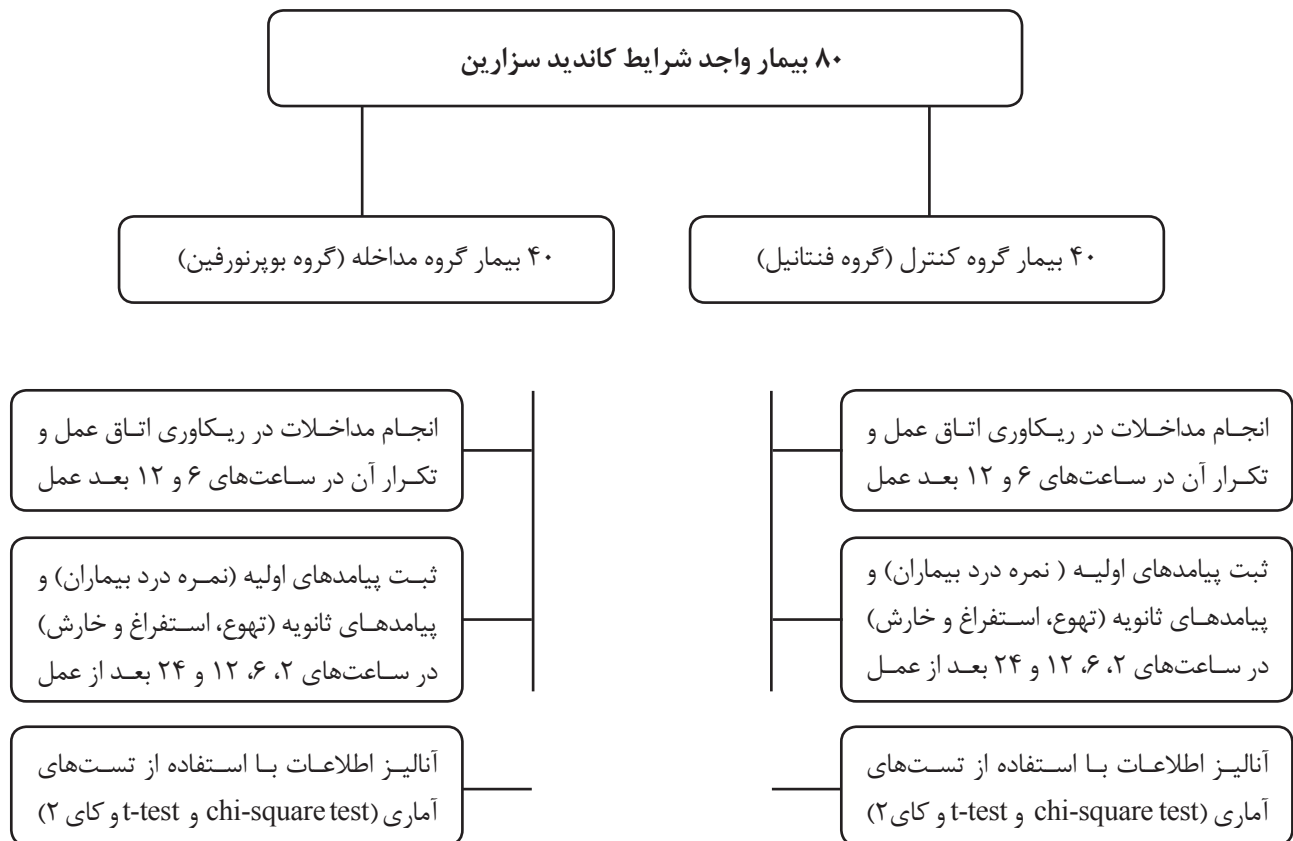 ۸۰ بیمار واجد شرایط کاندید سزارین
۴۰ بیمار گروه کنترل (گروه فنتانیل)
۴۰ بیمار گروه مداخله (گروه بوپرنورفین)
انجـام مداخـلات در ریـکاوری اتـاق عمل و
تکـرار آن در سـاعت‌های ۶ و ۱۲ بعـد عمل
ثبت پیامدهای اولیـه ( نمره درد بیماران) و
پیامدهـای ثانویه (تهوع، اسـتفراغ و خارش)
در سـاعت‌های ۲، ۶، ۱۲ و ۲۴ بعـد از عمـل
آنالیـز اطلاعـات بـا اسـتفاده از تسـت‌های
آماری (chi-square test و t-test و کای۲)
انجـام مداخـلات در ریـکاوری اتـاق عمل و
تکـرار آن در سـاعت‌های ۶ و ۱۲ بعـد عمل
ثبـت پیامدهای اولیه (نمـره درد بیماران) و
پیامدهـای ثانویه (تهوع، اسـتفراغ و خارش)
در سـاعت‌های ۲، ۶، ۱۲ و ۲۴ بعـد از عمل
آنالیـز اطلاعـات بـا اسـتفاده از تسـت‌های
آماری (chi-square test و t-test و کای ۲)